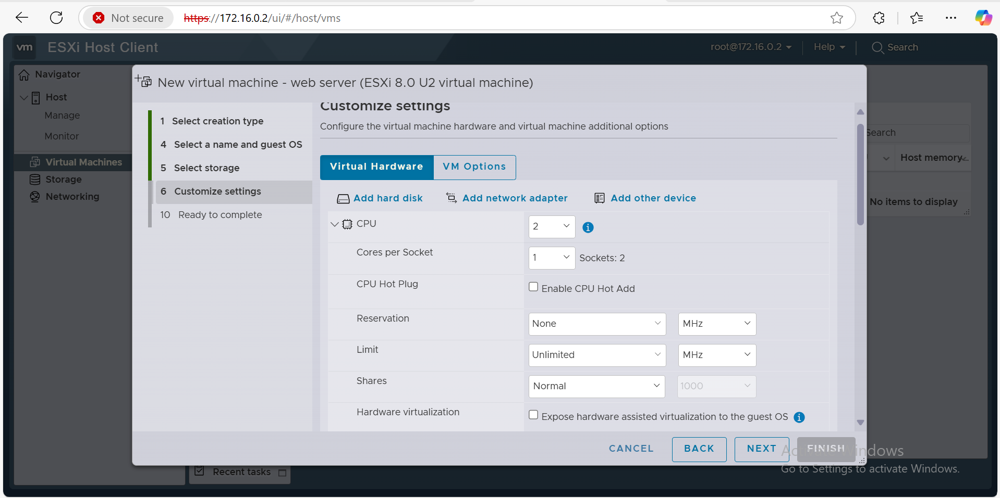 Not secure https://172.16.0.2/ui/#/host/vms
vm ESXi Host Client root@172.16.0.2 Help Search
Navigator
Host
Manage
Monitor
Virtual Machines
Storage
Networking
New virtual machine - web server (ESXi 8.0 U2 virtual machine)
1 Select creation type
4 Select a name and guest OS
5 Select storage
6 Customize settings
10 Ready to complete
Customize settings
Configure the virtual machine hardware and virtual machine additional options
Virtual Hardware VM Options
Add hard disk Add network adapter Add other device
CPU 2
Cores per Socket 1 Sockets: 2
CPU Hot Plug Enable CPU Hot Add
Reservation None MHz
Limit Unlimited MHz
Shares Normal 1000
Hardware virtualization Expose hardware assisted virtualization to the guest OS
CANCEL BACK NEXT FINISH
Search
Host memory...
No items to display
Recent tasks
Activate Windows
Go to Settings to activate Windows.